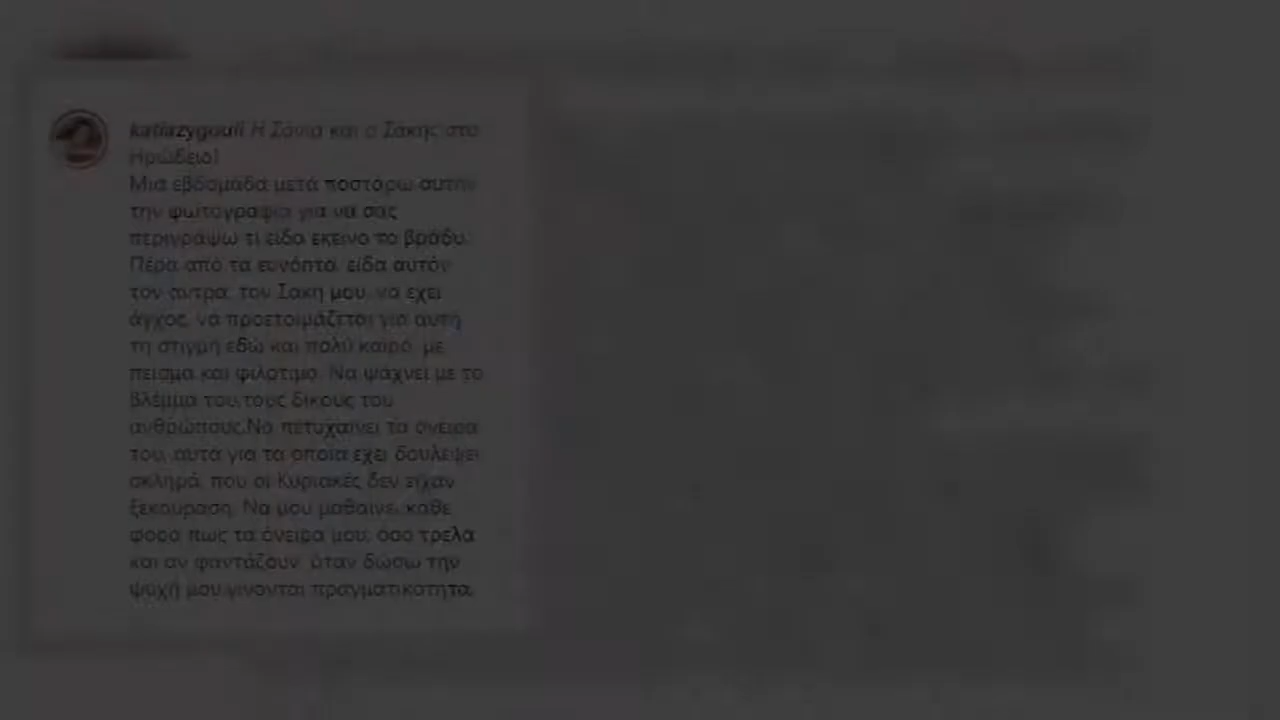 katiazygouli Η Σόνια και ο Σάκης στο
Ηρώδειο!
Μια εβδομάδα μετά ποστάρω αυτήν
την φωτογραφία για να σας
περιγράψω τι είδα εκείνο το βράδυ.
Πέρα από τα ευνόητα, είδα αυτόν
τον άντρα, τον Σάκη μου, να έχει
άγχος, να προετοιμάζεται για αυτή
τη στιγμή εδώ και πολύ καιρό, με
πείσμα και φιλότιμο. Να ψάχνει με το
βλέμμα του,τους δικούς του
ανθρώπους.Να πετυχαίνει τα όνειρα
του, αυτά για τα οποία έχει δουλέψει
σκληρά, που οι Κυριακές δεν είχαν
ξεκούραση. Να μου μαθαίνει κάθε
φορά πως τα όνειρα μου, όσο τρελά
και αν φαντάζουν, όταν δώσω την
ψυχή μου,γίνονται πραγματικότητα.